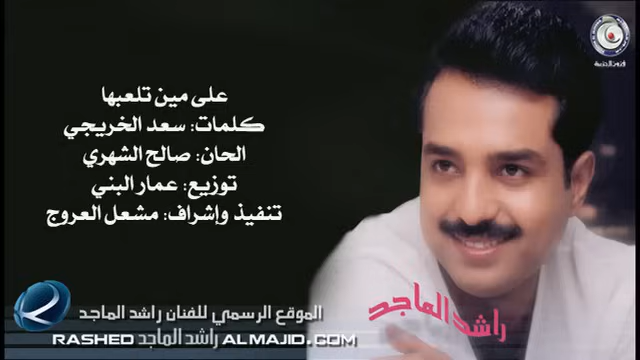 على مين تلعبها
كلمات: سعد الخريجي
الحان: صالح الشهري
توزيع: عمار البني
تنفيذ وإشراف: مشعل العروج
راشد الماجد
الموقع الرسمي للفنان راشد الماجد
RASHED راشد الماجد ALMAJID.COM